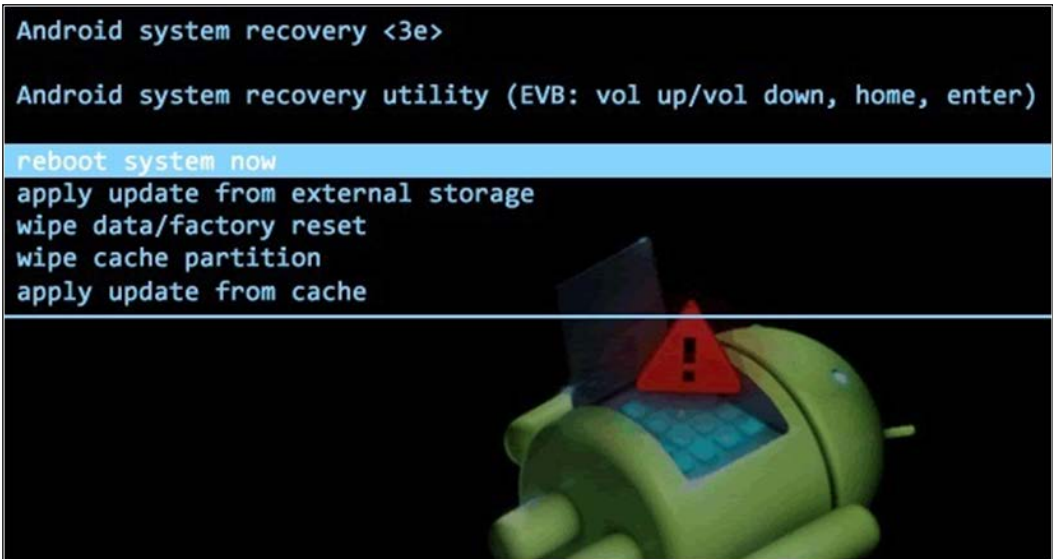 Android system recovery <3e>
Android system recovery utility (EVB: vol up/vol down, home, enter)
reboot system now
apply update from external storage
wipe data/factory reset
wipe cache partition
apply update from cache